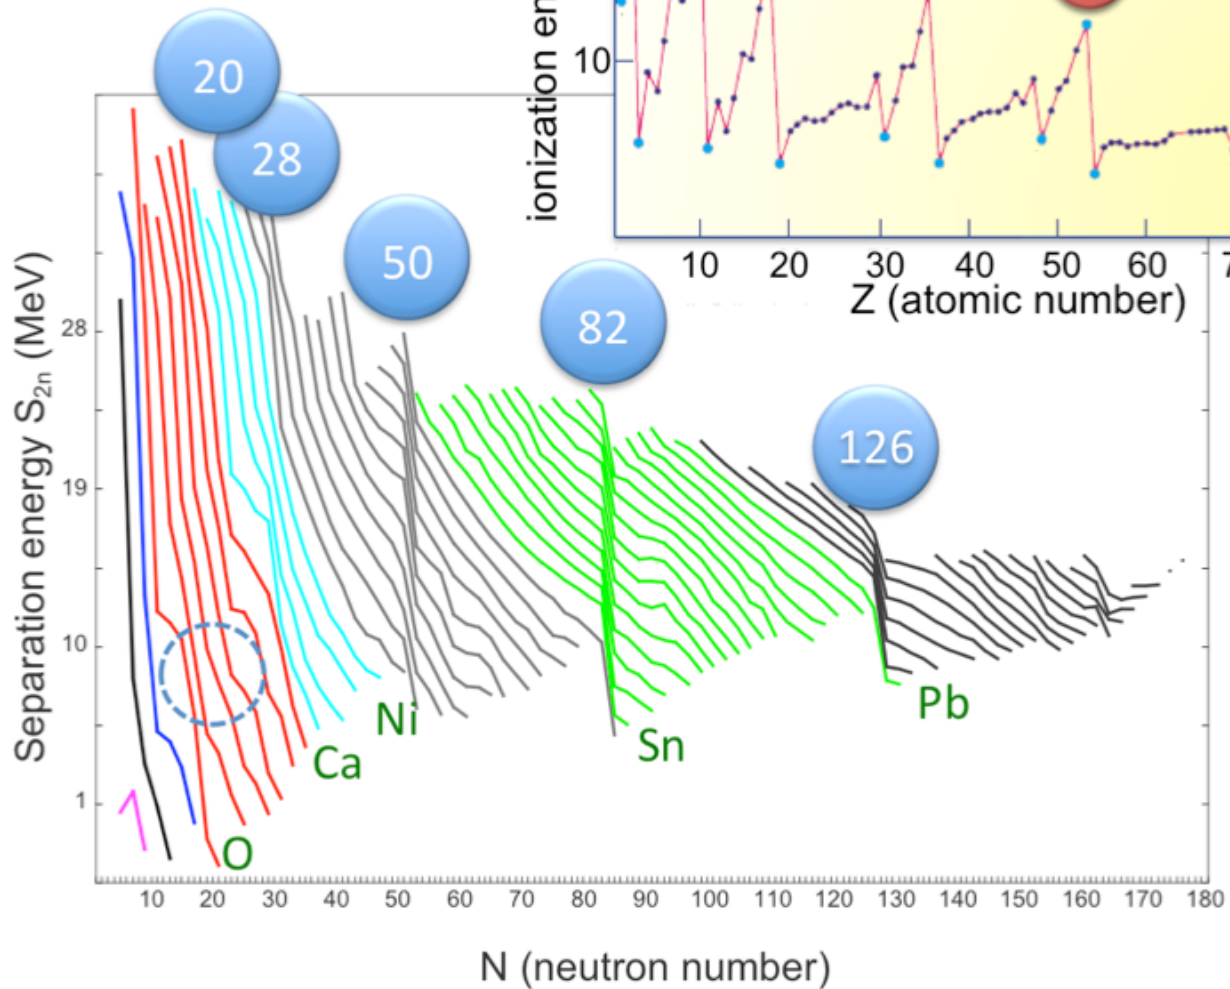 ionization en
10
10 20 30 40 50 60 7
Z (atomic number)
20
28
50
82
126
Separation energy S₂ₙ (MeV)
28
19
10
1
Ni
Ca
O
Sn
Pb
10 20 30 40 50 60 70 80 90 100 110 120 130 140 150 160 170 180
N (neutron number)